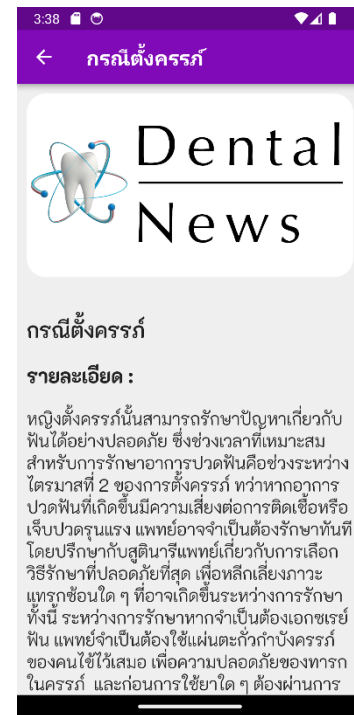 3:38
กรณีตั้งครรภ์
Dental
News
กรณีตั้งครรภ์
รายละเอียด :
หญิงตั้งครรภ์นั้นสามารถรักษาปัญหาเกี่ยวกับ
ฟันได้อย่างปลอดภัย ซึ่งช่วงเวลาที่เหมาะสม
สำหรับการรักษาอาการปวดฟันคือช่วงระหว่าง
ไตรมาสที่ 2 ของการตั้งครรภ์ ทว่าหากอาการ
ปวดฟันที่เกิดขึ้นมีความเสี่ยงต่อการติดเชื้อหรือ
เจ็บปวดรุนแรง แพทย์อาจจำเป็นต้องรักษาทันที
โดยปรึกษากับสูตินารีแพทย์เกี่ยวกับการเลือก
วิธีรักษาที่ปลอดภัยที่สุด เพื่อหลีกเลี่ยงภาวะ
แทรกซ้อนใด ๆ ที่อาจเกิดขึ้นระหว่างการรักษา
ทั้งนี้ ระหว่างการรักษาหากจำเป็นต้องเอกซเรย์
ฟัน แพทย์จำเป็นต้องใช้แผ่นตะกั่วกำบังครรภ์
ของคนไข้ไว้เสมอ เพื่อความปลอดภัยของทารก
ในครรภ์ และก่อนการใช้ยาใด ๆ ต้องผ่านการ